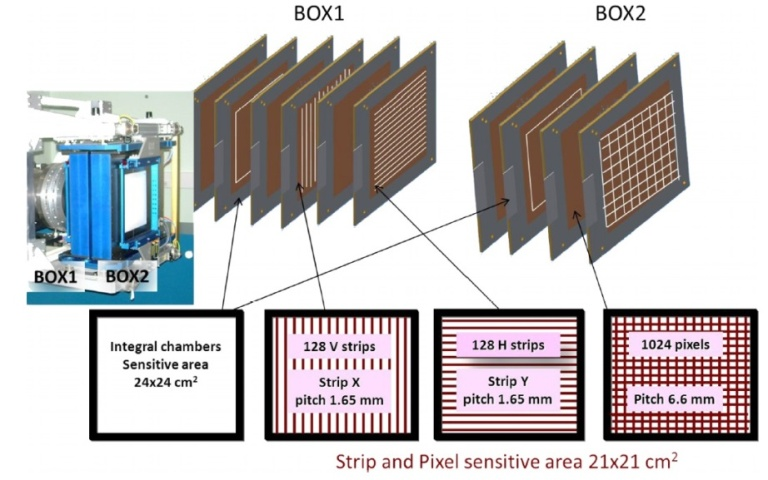 BOX1
BOX2
BOX1
BOX2
Integral chambers
Sensitive area
24x24 cm²
128 V strips
Strip X
pitch 1.65 mm
128 H strips
Strip Y
pitch 1.65 mm
1024 pixels
Pitch 6.6 mm
Strip and Pixel sensitive area 21x21 cm²